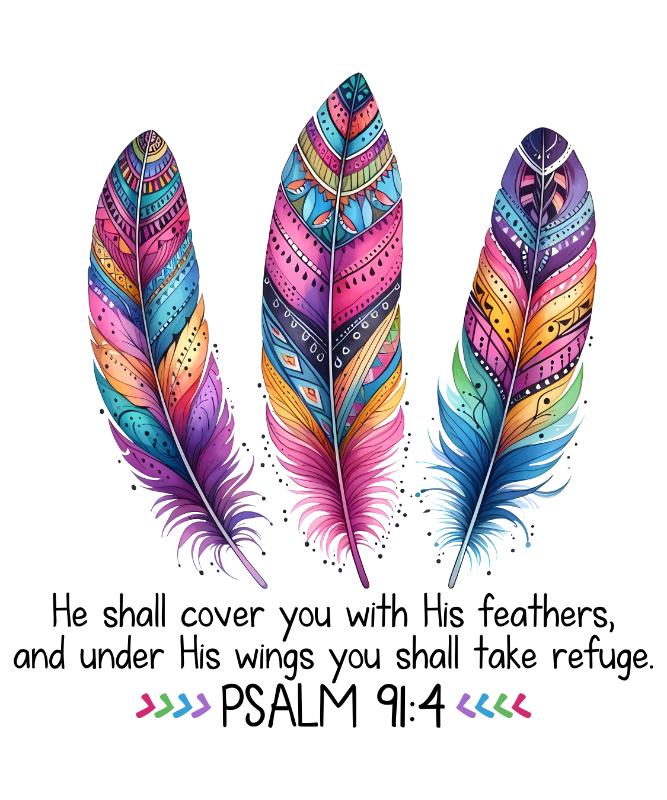 He shall cover you with His feathers,
and under His wings you shall take refuge.
PSALM 91:4